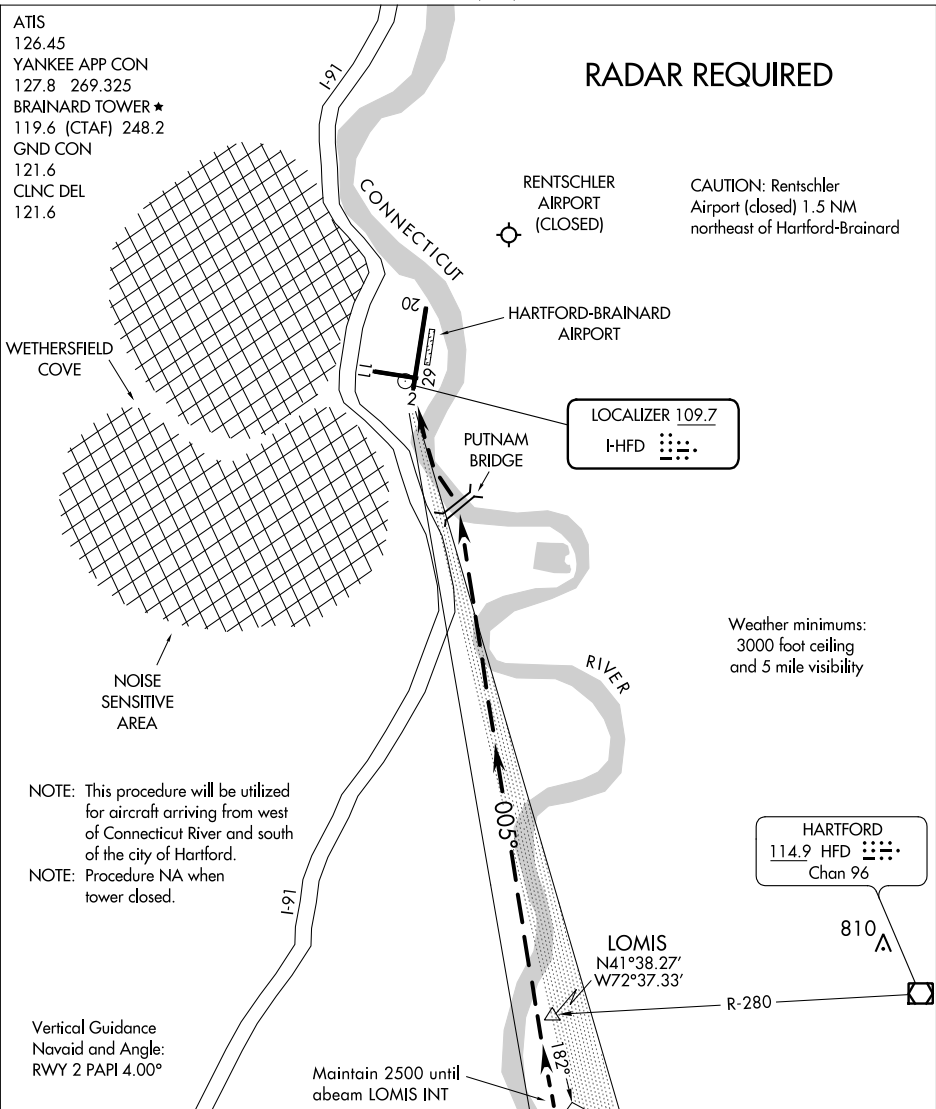 ATIS
126.45
YANKEE APP CON
127.8 269.325
BRAINARD TOWER ★
119.6 (CTAF) 248.2
GND CON
121.6
CLNC DEL
121.6
I-91
RADAR REQUIRED
CONNECTICUT
RENTSCHLER
AIRPORT
(CLOSED)
CAUTION: Rentschler
Airport (closed) 1.5 NM
northeast of Hartford-Brainard
20
HARTFORD-BRAINARD
AIRPORT
WETHERSFIELD
COVE
11
29
2
LOCALIZER 109.7
I-HFD
PUTNAM
BRIDGE
Weather minimums:
3000 foot ceiling
and 5 mile visibility
RIVER
NOISE
SENSITIVE
AREA
NOTE: This procedure will be utilized
for aircraft arriving from west
of Connecticut River and south
of the city of Hartford.
NOTE: Procedure NA when
tower closed.
005°
I-91
HARTFORD
114.9 HFD
Chan 96
810
LOMIS
N41°38.27'
W72°37.33'
R-280
182°
Vertical Guidance
Navaid and Angle:
RWY 2 PAPI 4.00°
Maintain 2500 until
abeam LOMIS INT